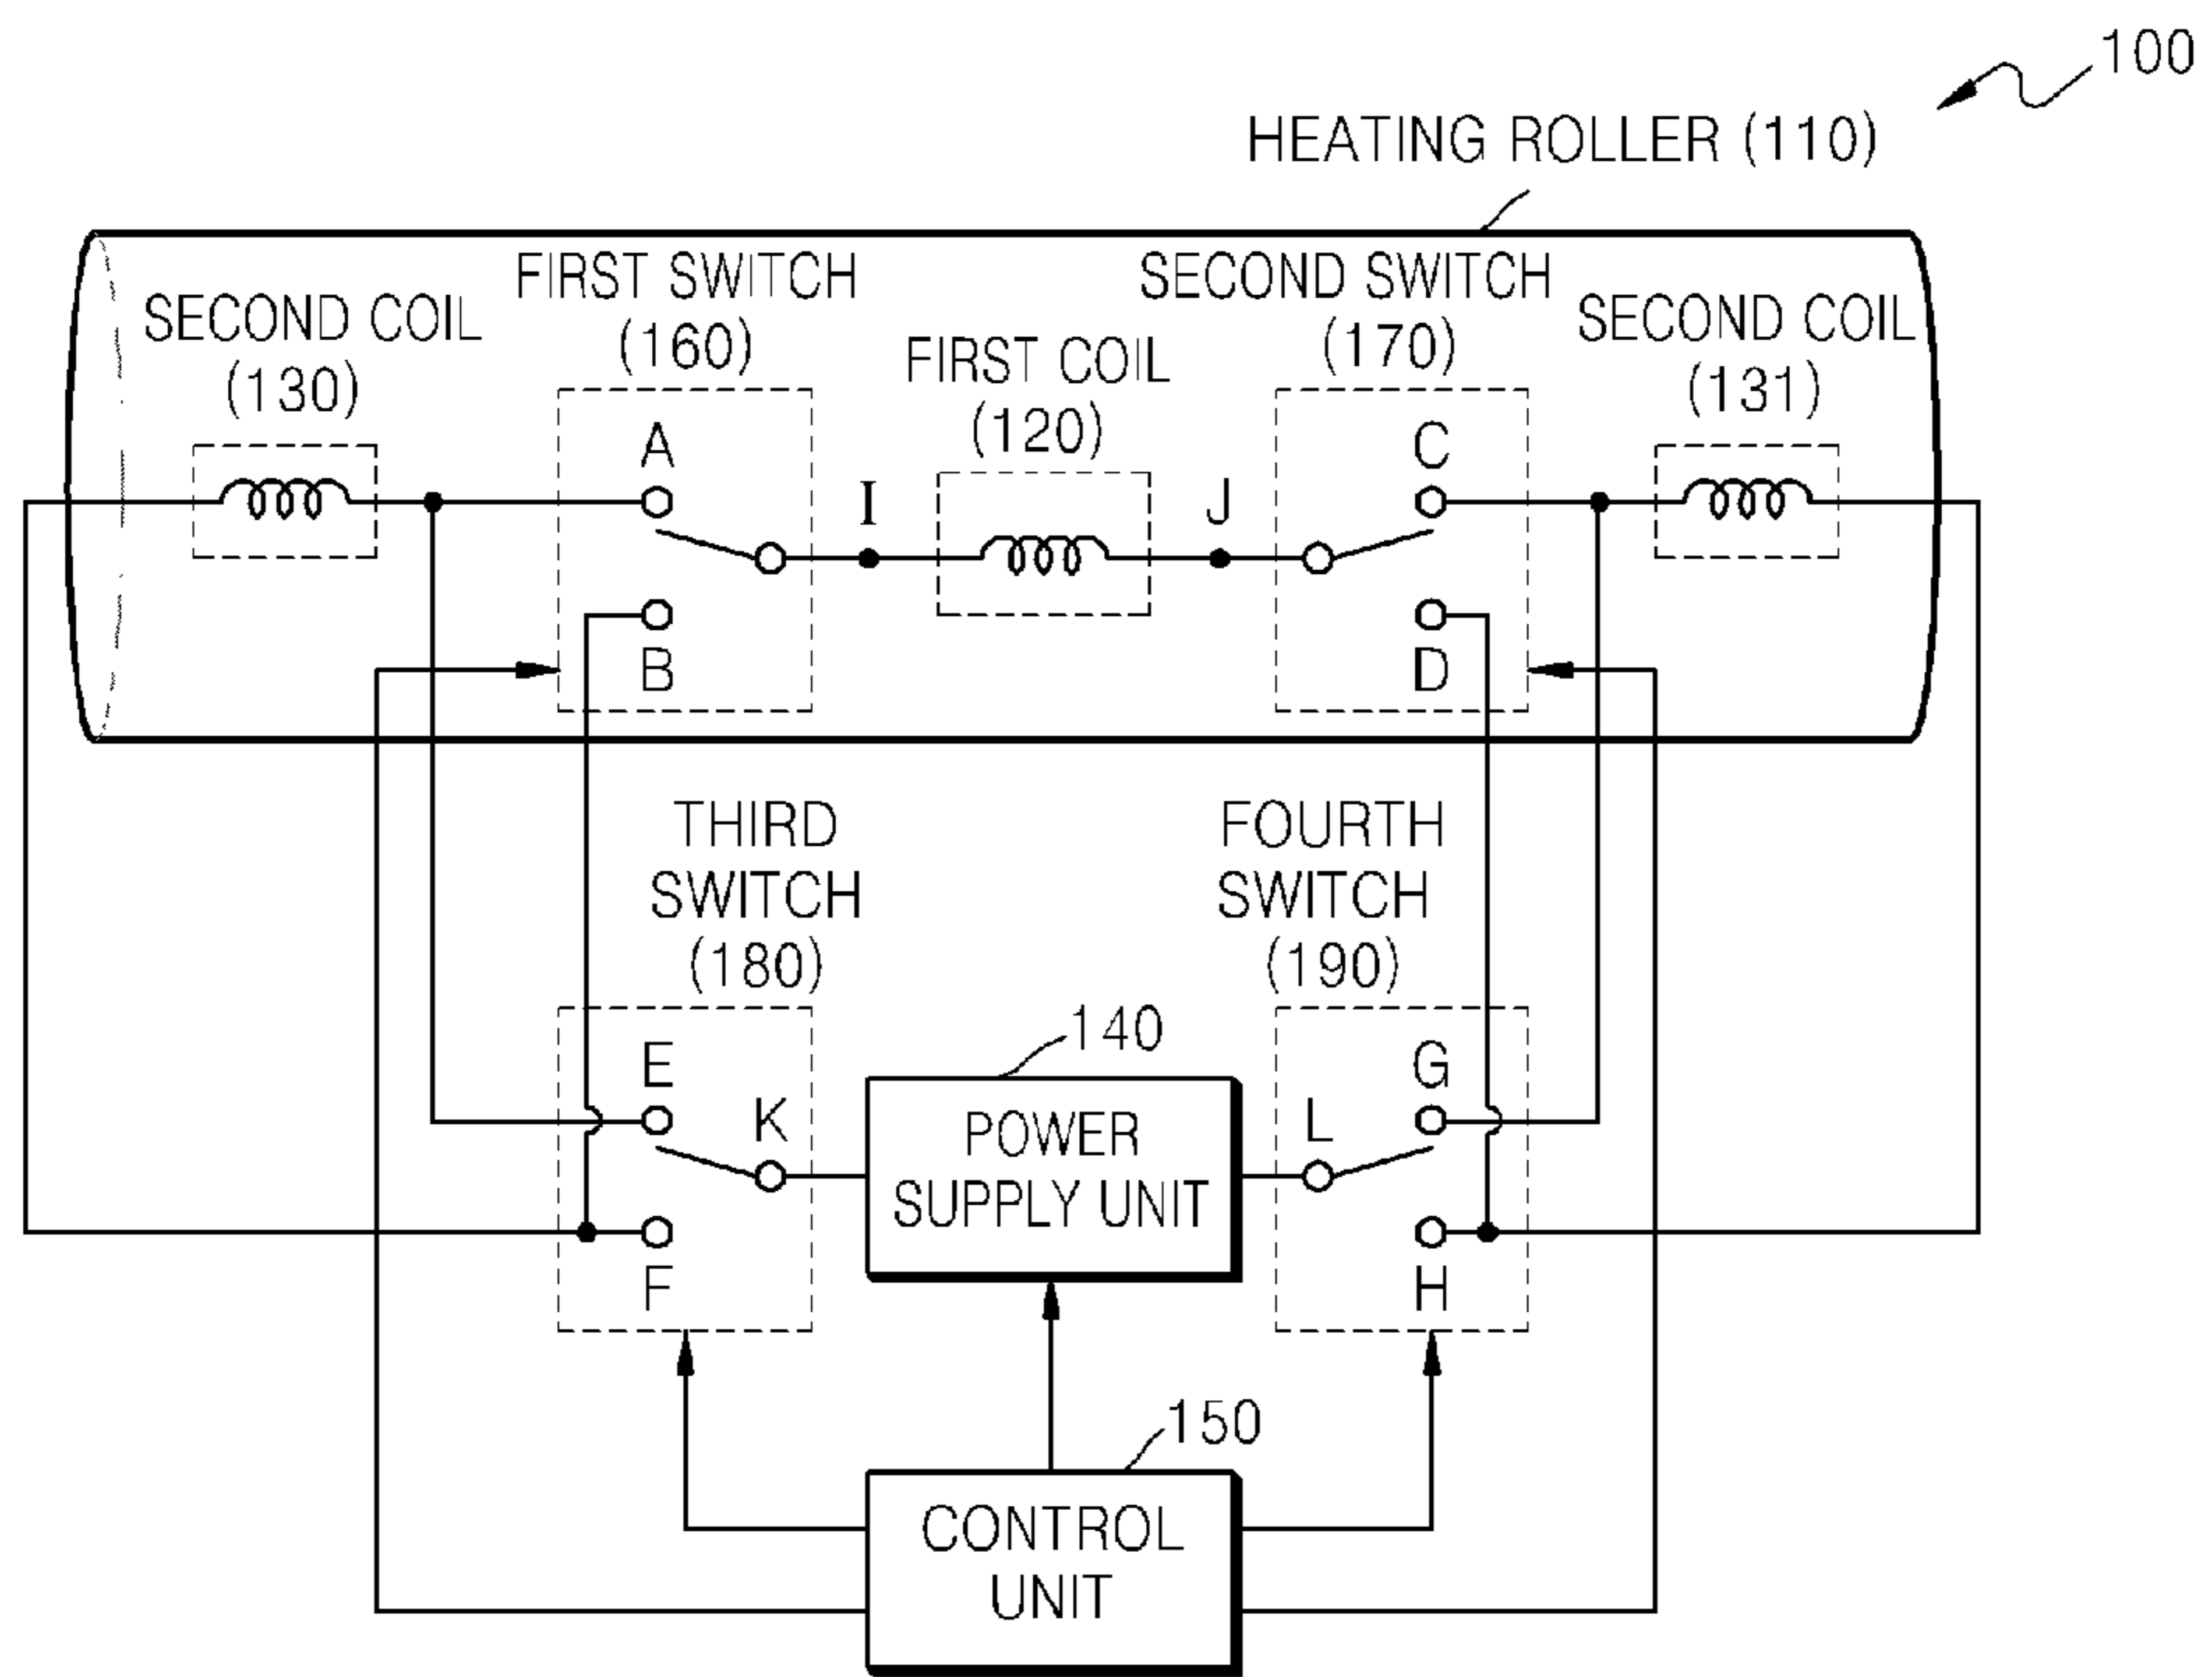 100
HEATING ROLLER (110)
FIRST SWITCH
(160)
SECOND SWITCH
(170)
SECOND COIL
(130)
SECOND COIL
(131)
FIRST COIL
(120)
A
C
I
J
B
D
THIRD
SWITCH
(180)
FOURTH
SWITCH
(190)
140
E
K
POWER
SUPPLY UNIT
L
G
F
H
150
CONTROL
UNIT